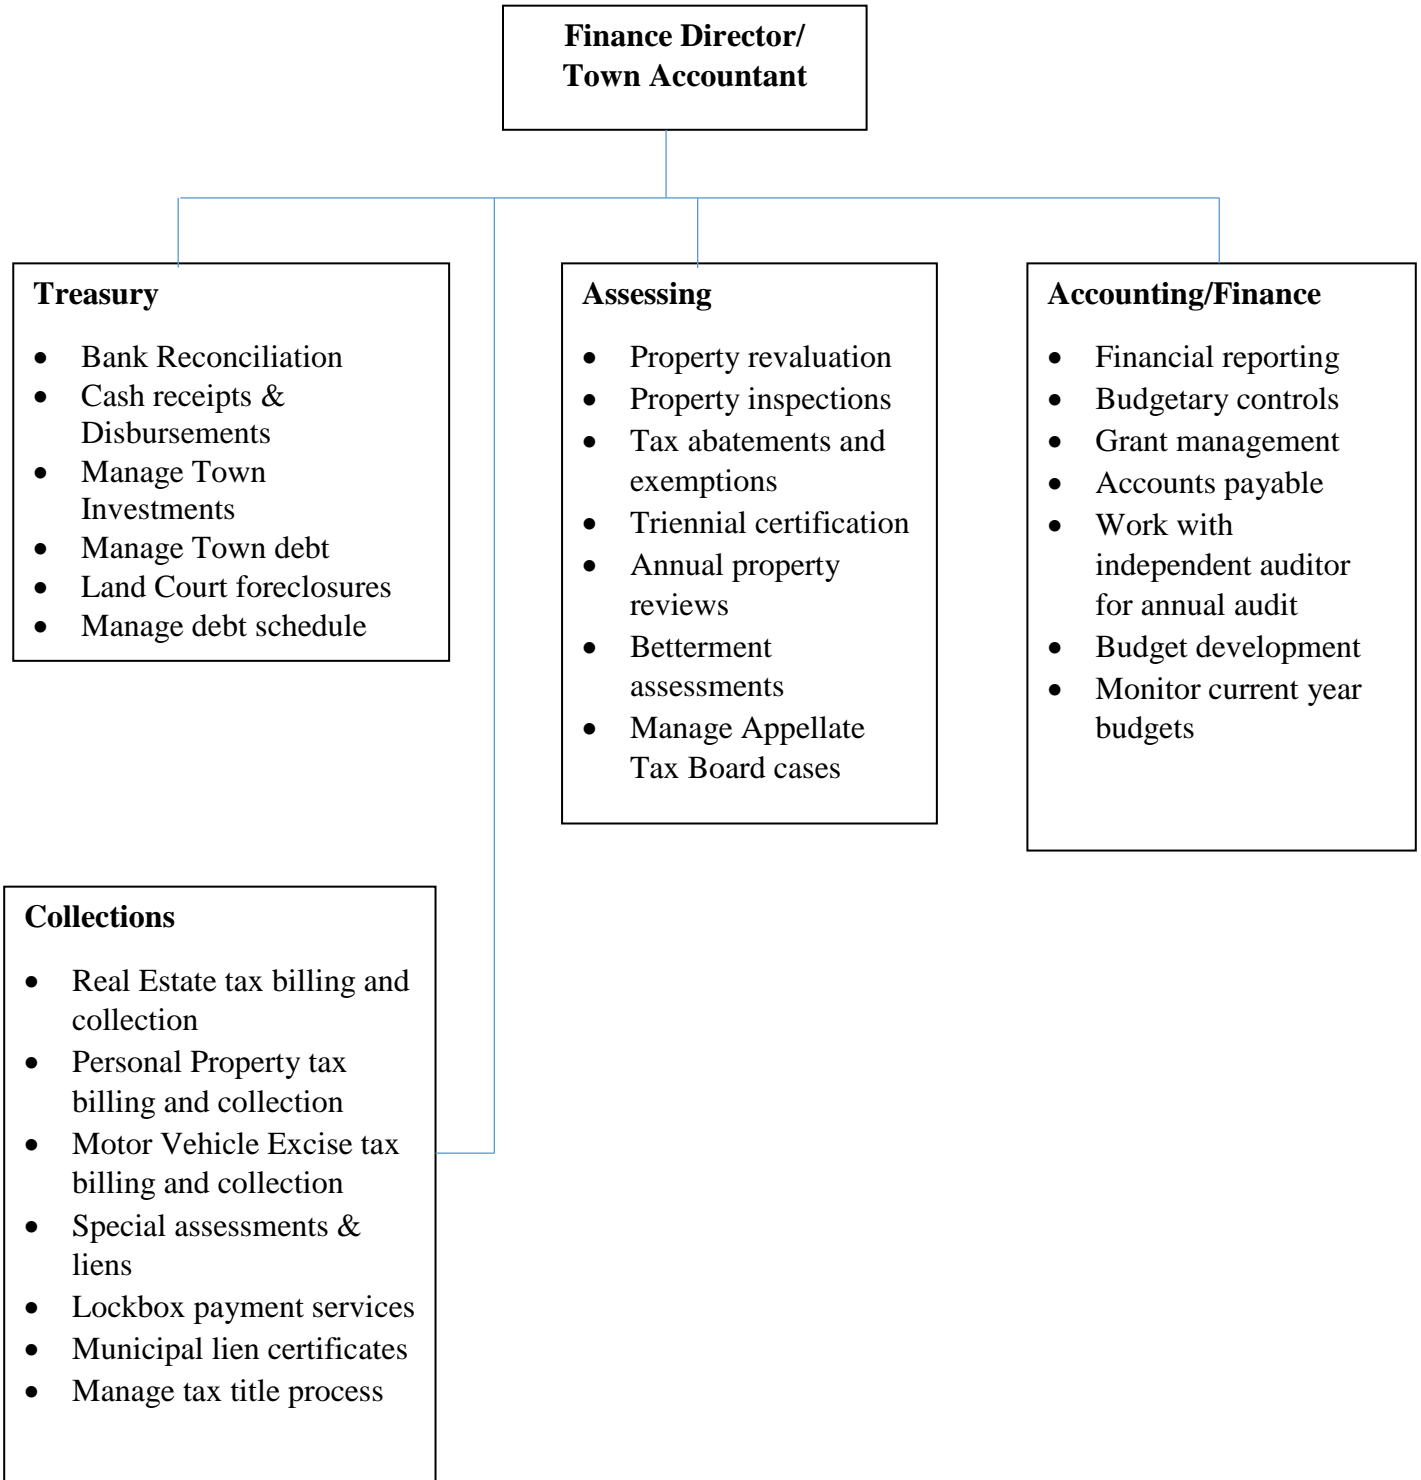 Finance Director/
Town Accountant
Treasury
• Bank Reconciliation
• Cash receipts &
Disbursements
• Manage Town
Investments
• Manage Town debt
• Land Court foreclosures
• Manage debt schedule
Assessing
• Property revaluation
• Property inspections
• Tax abatements and
exemptions
• Triennial certification
• Annual property
reviews
• Betterment
assessments
• Manage Appellate
Tax Board cases
Accounting/Finance
• Financial reporting
• Budgetary controls
• Grant management
• Accounts payable
• Work with
independent auditor
for annual audit
• Budget development
• Monitor current year
budgets
Collections
• Real Estate tax billing and
collection
• Personal Property tax
billing and collection
• Motor Vehicle Excise tax
billing and collection
• Special assessments &
liens
• Lockbox payment services
• Municipal lien certificates
• Manage tax title process